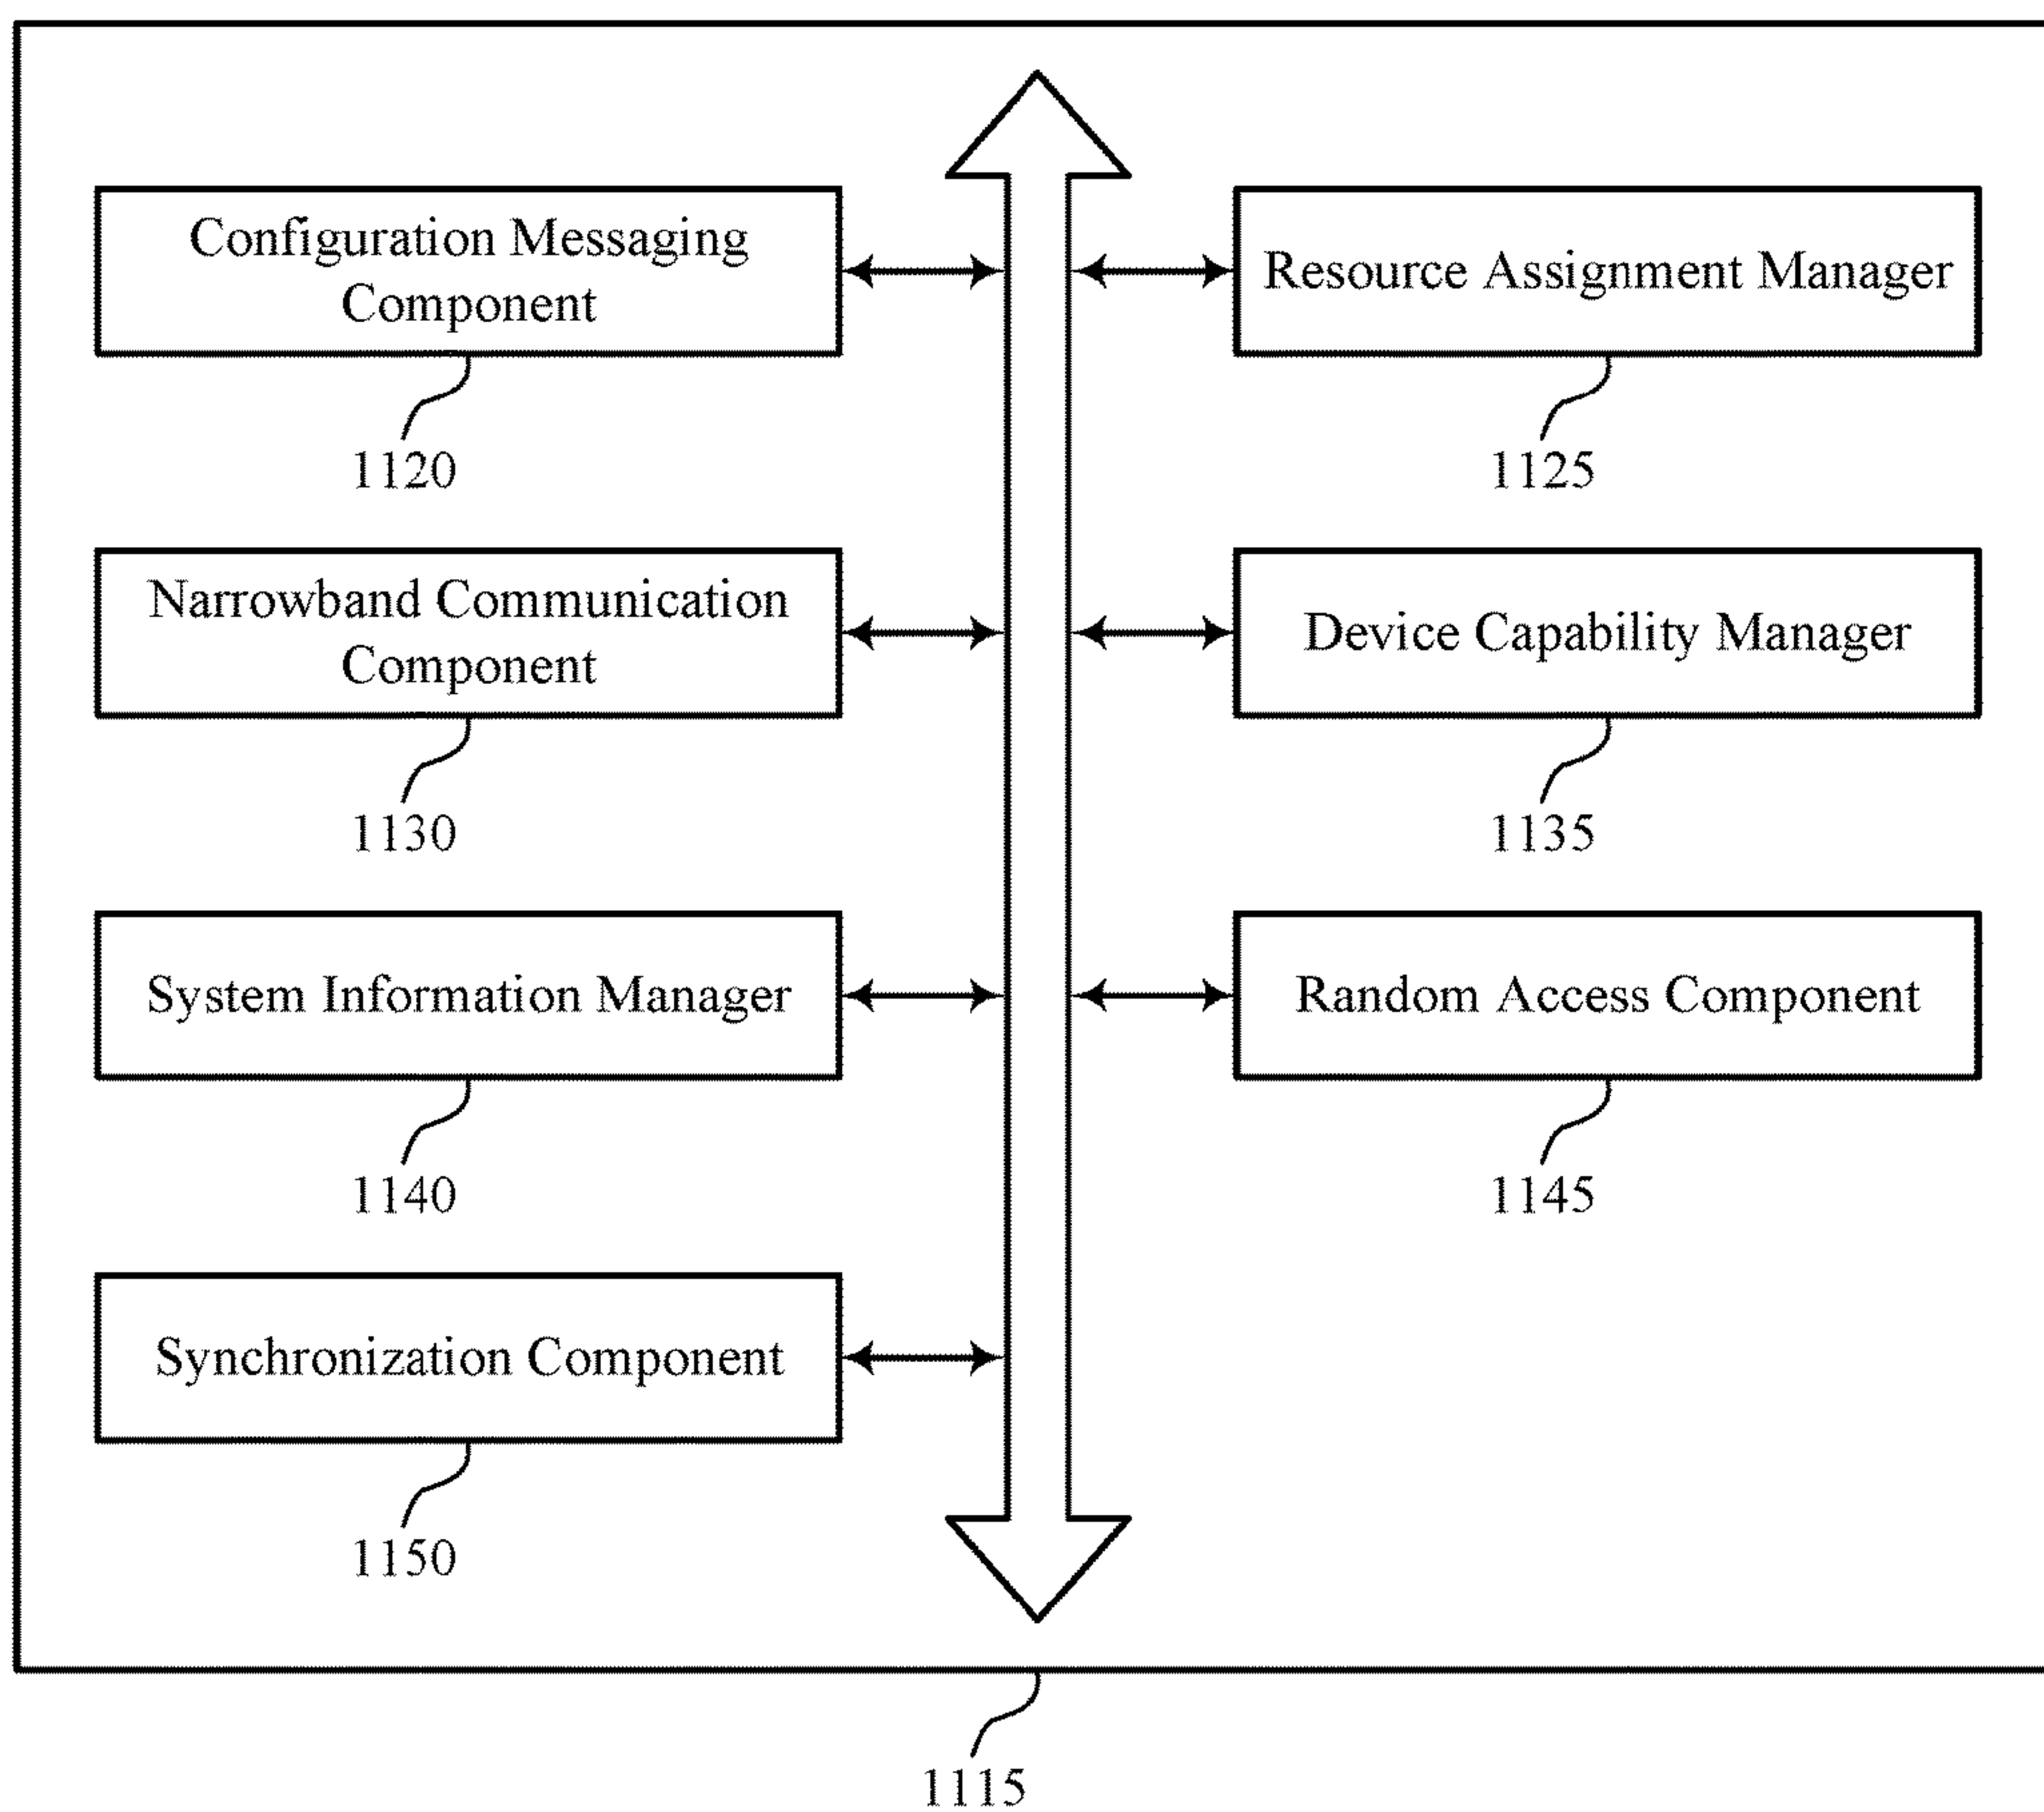 Configuration Messaging
Component
1120
Resource Assignment Manager
1125
Narrowband Communication
Component
1130
Device Capability Manager
1135
System Information Manager
1140
Random Access Component
1145
Synchronization Component
1150
1115